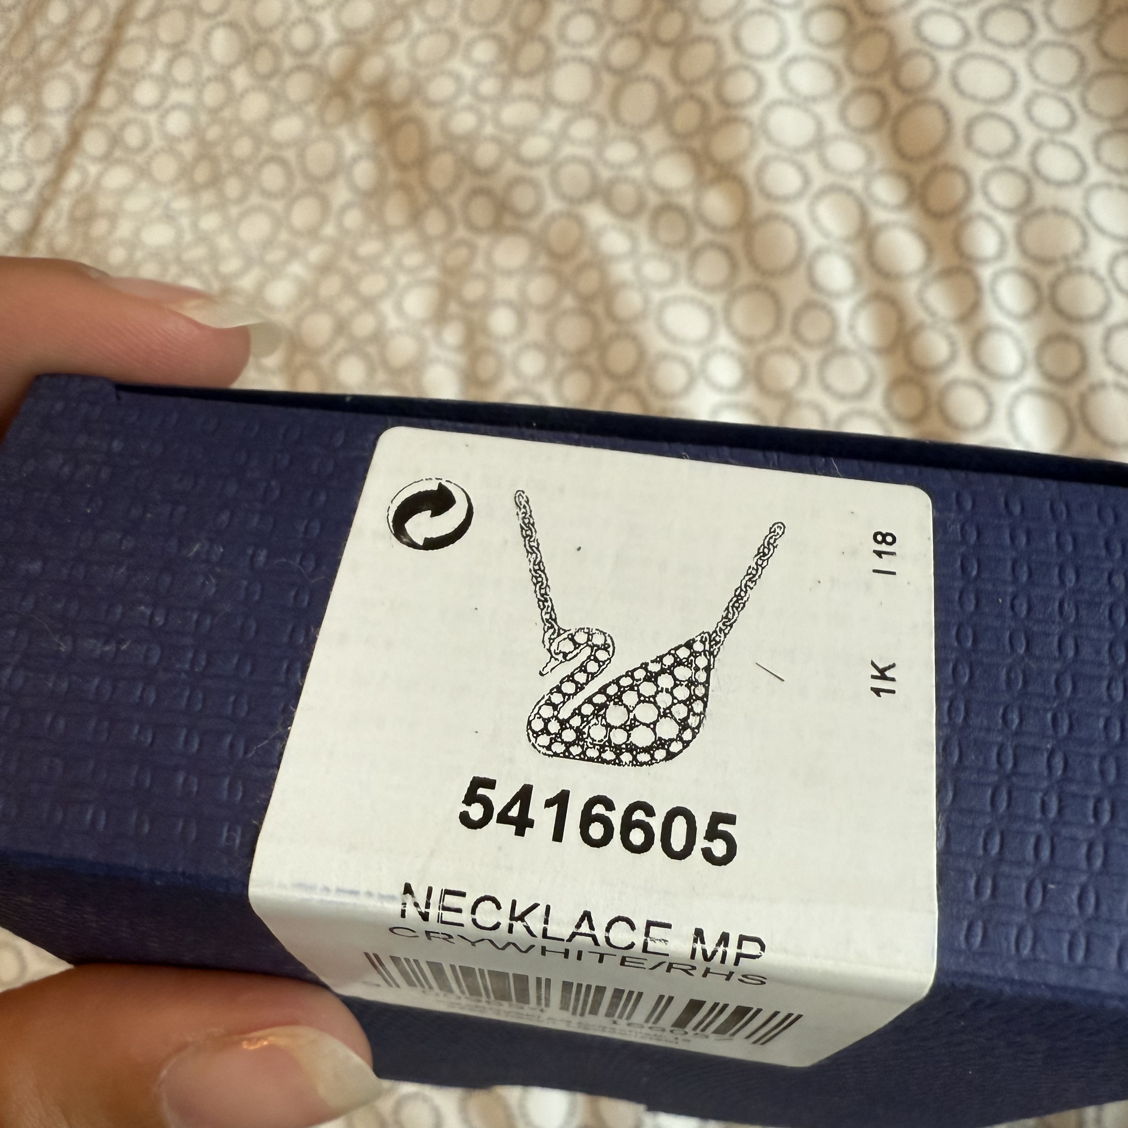 I 18
1K
5416605
NECKLACE MP
CRYWHITE/RHS